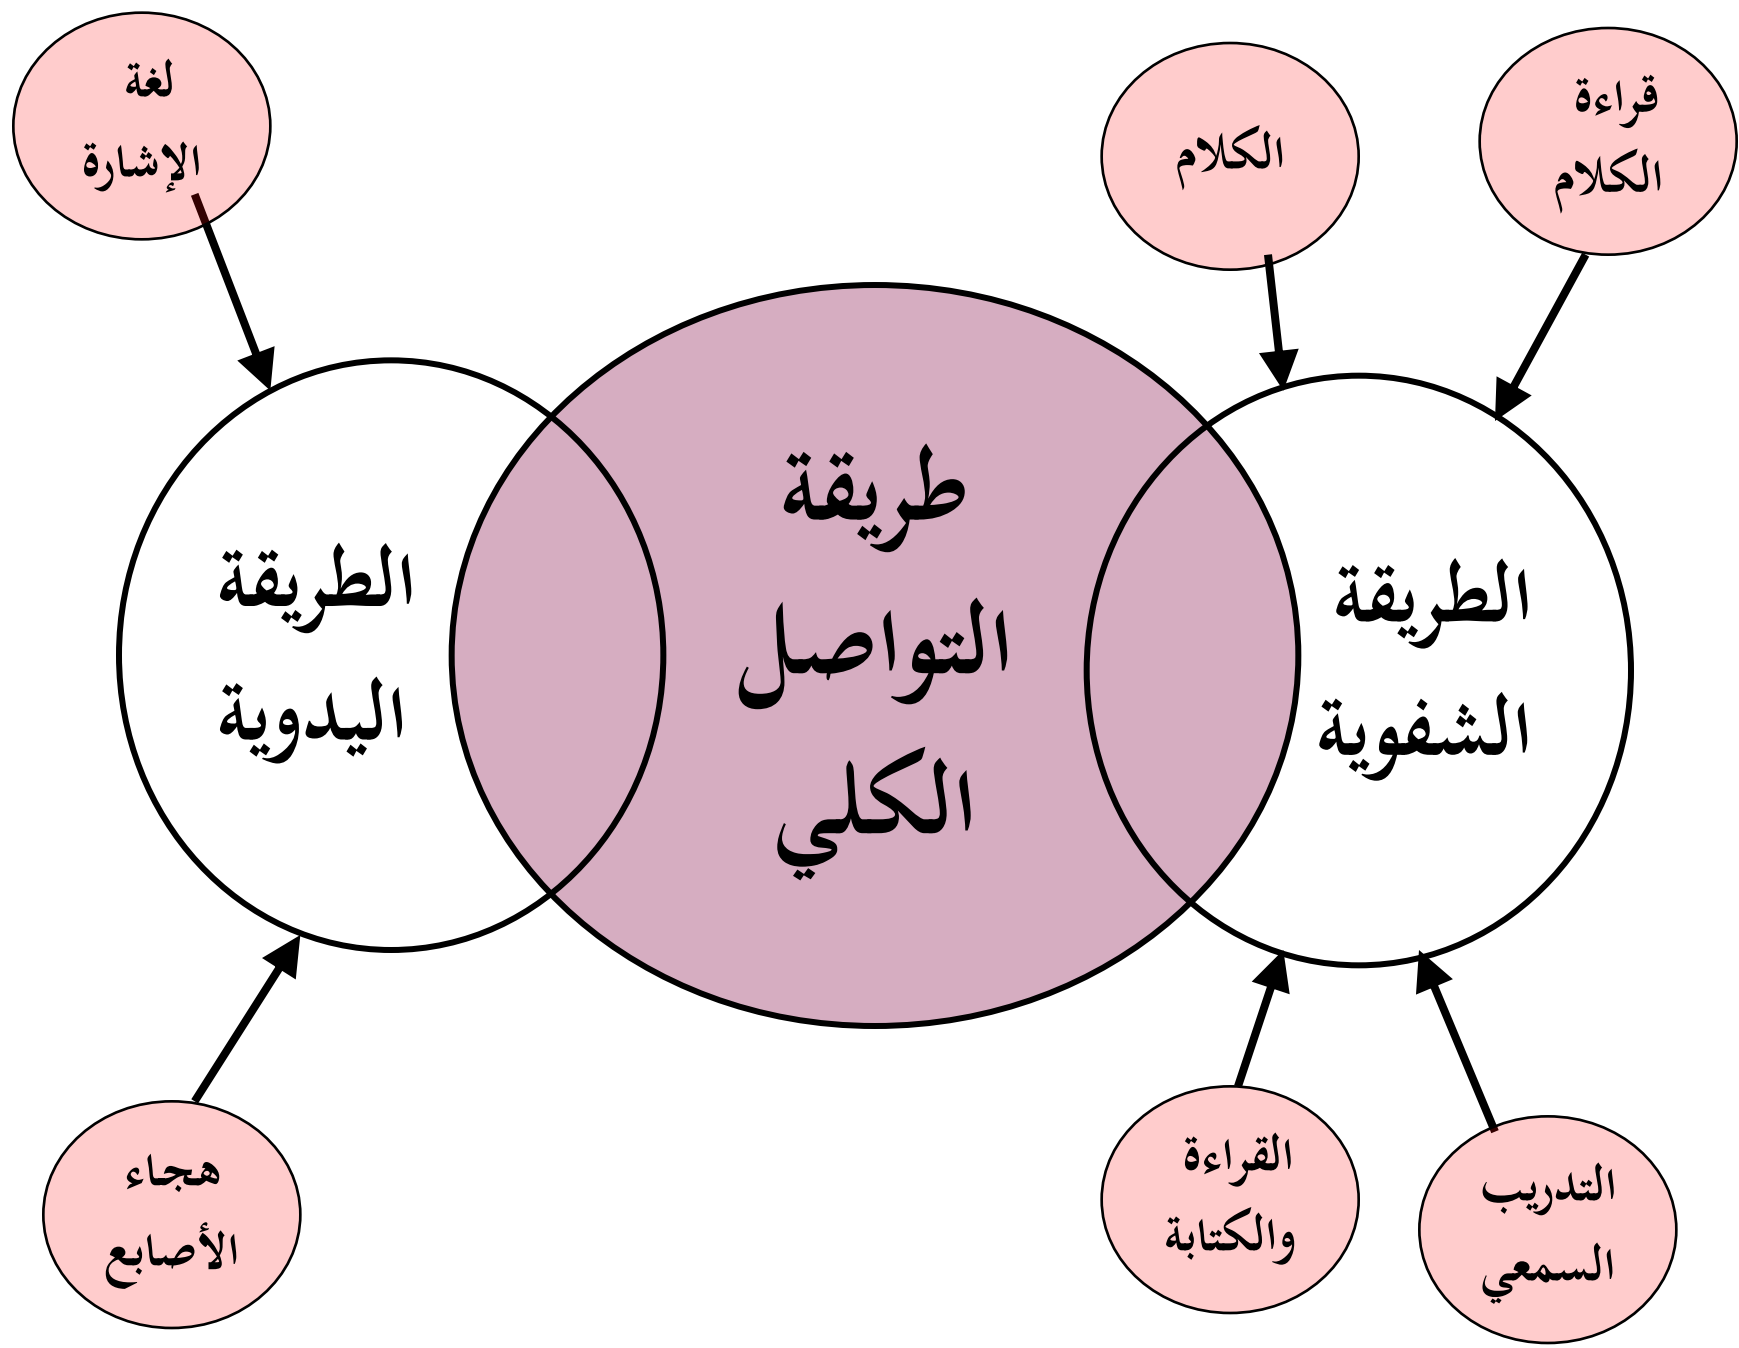 قراءة
الكلام
الكلام
لغة
الإشارة
الطريقة
الشفوية
طريقة
التواصل
الكلي
الطريقة
اليدوية
التدريب
السمعي
القراءة
والكتابة
هجاء
الأصابع